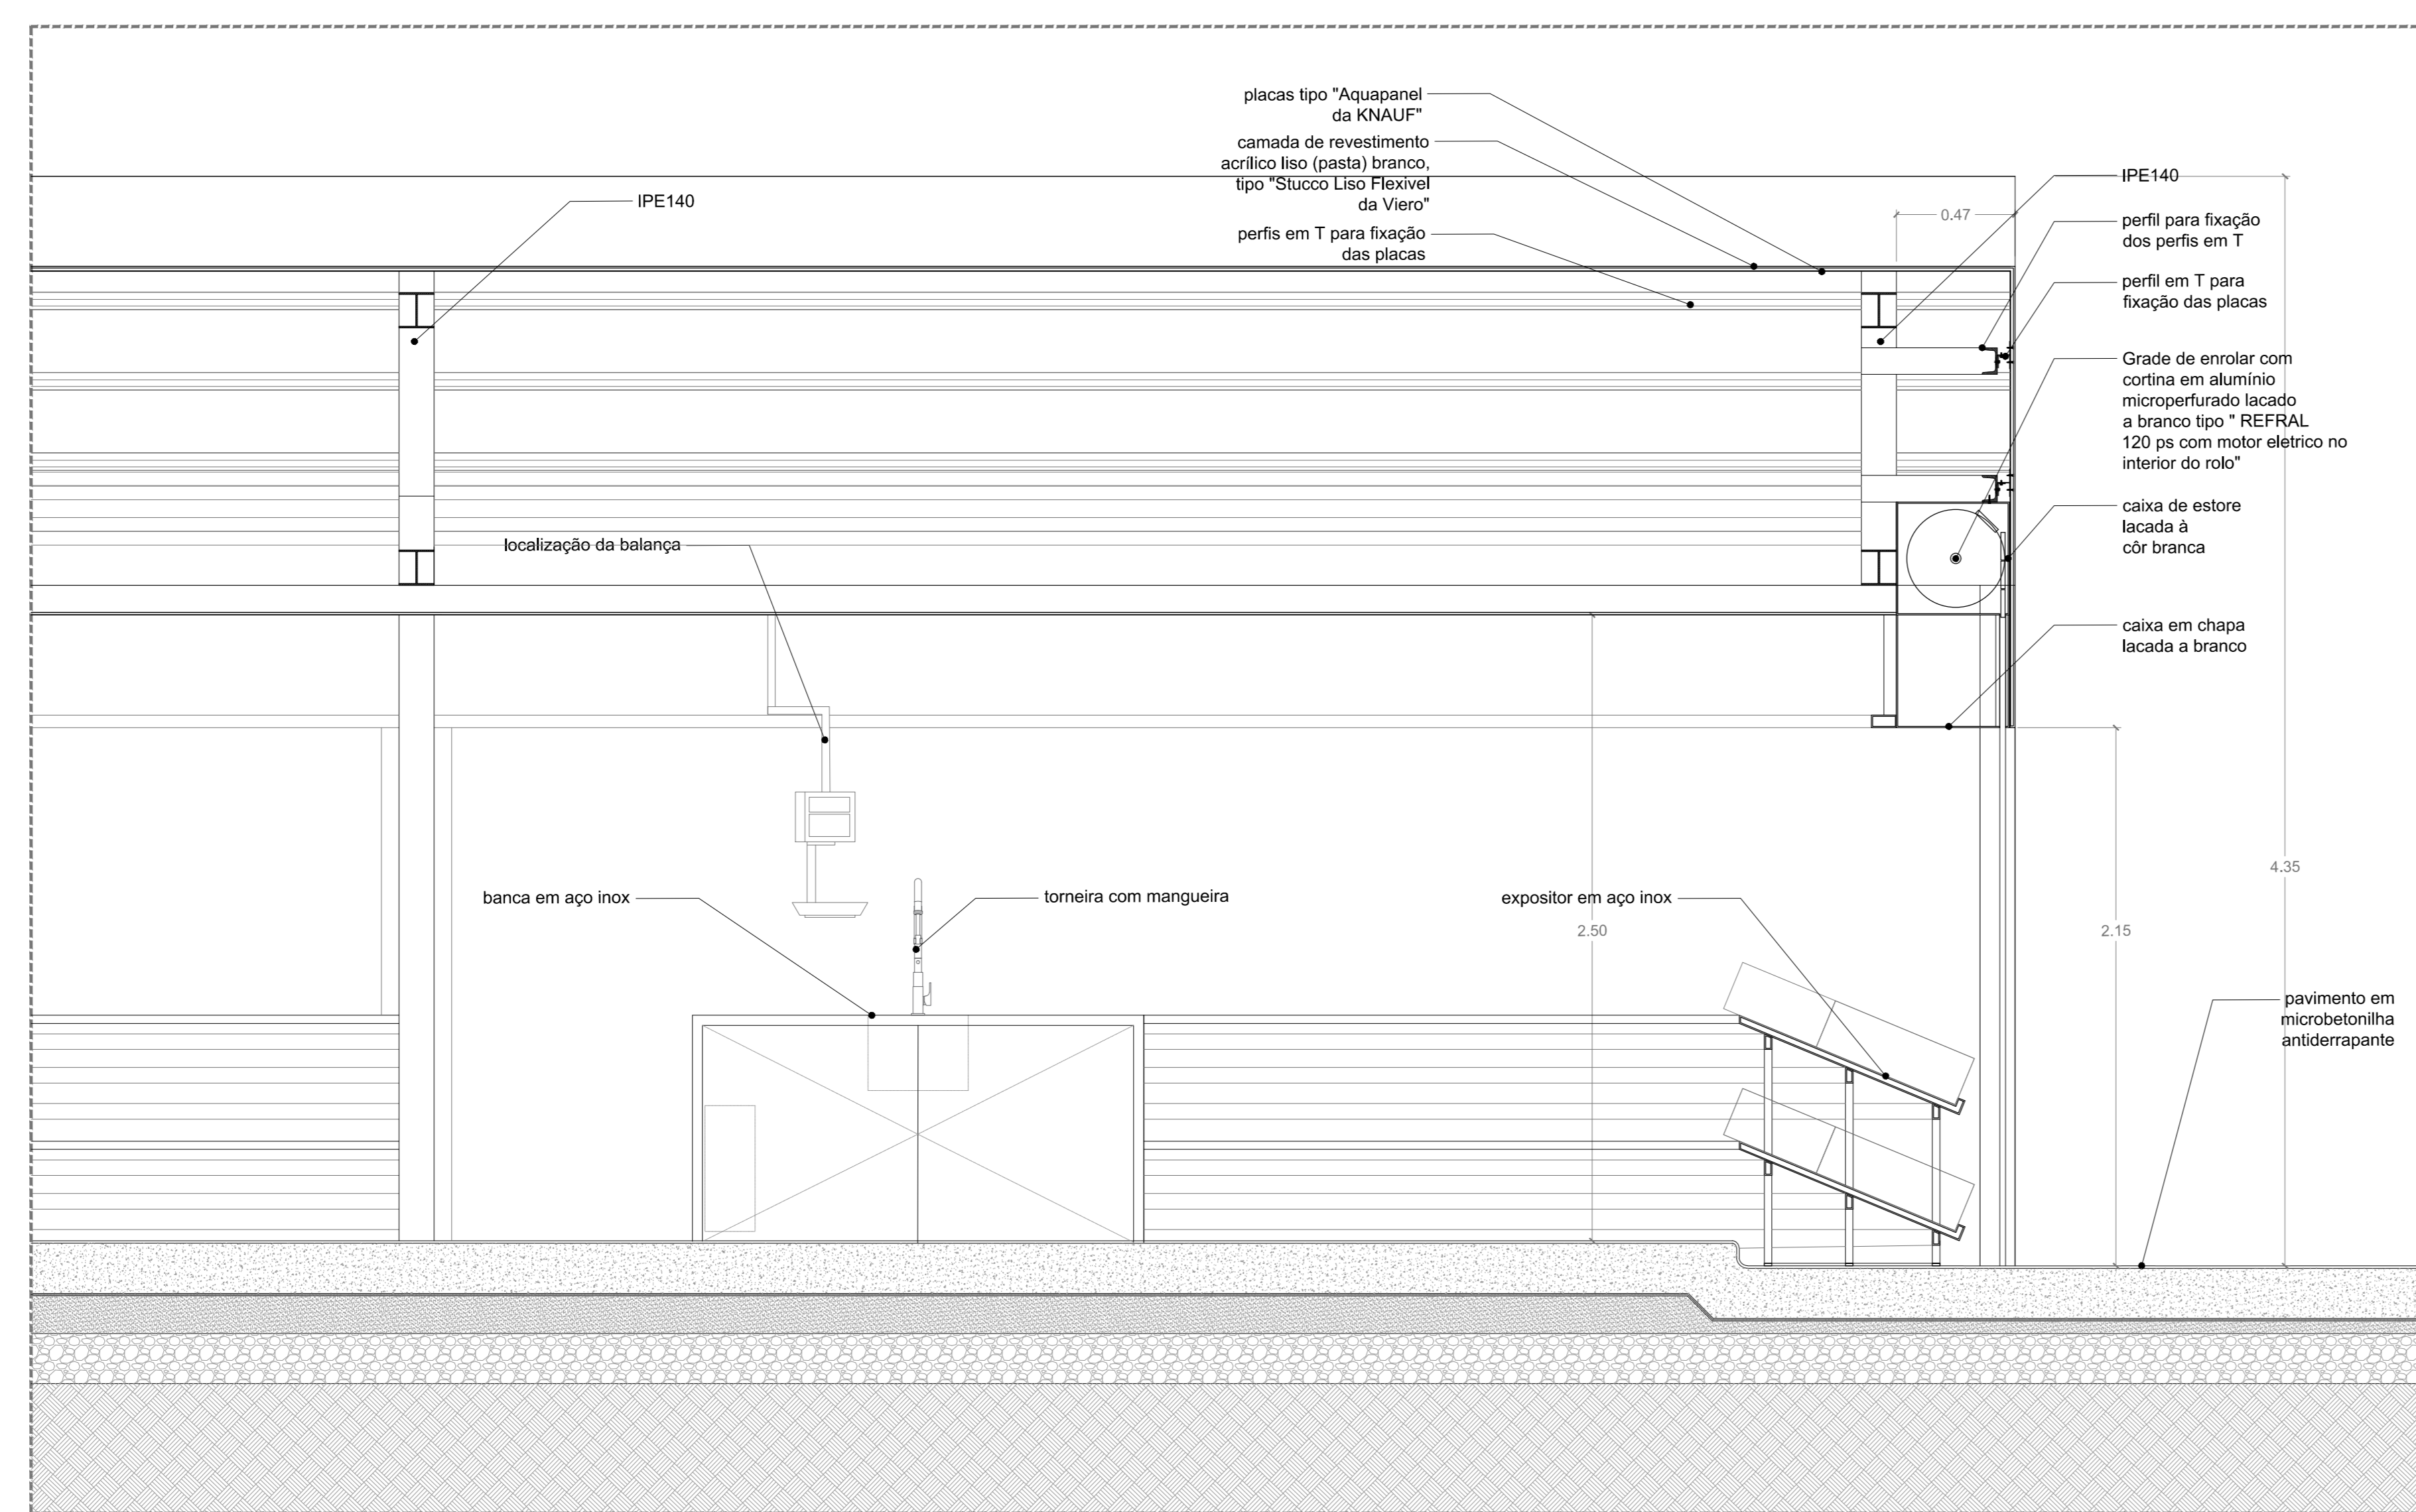 placas tipo "Aquapanel
da KNAUF"
camada de revestimento
acrílico liso (pasta) branco,
tipo "Stucco Liso Flexivel
da Viero"
perfis em T para fixação
das placas
IPE140
IPE140
0.47
perfil para fixação
dos perfis em T
perfil em T para
fixação das placas
Grade de enrolar com
cortina em alumínio
microperfurado lacado
a branco tipo " REFRAL
120 ps com motor eletrico no
interior do rolo"
caixa de estore
lacada à
côr branca
localização da balança
caixa em chapa
lacada a branco
4.35
banca em aço inox
torneira com mangueira
expositor em aço inox
2.50
2.15
pavimento em
microbetonilha
antiderrapante